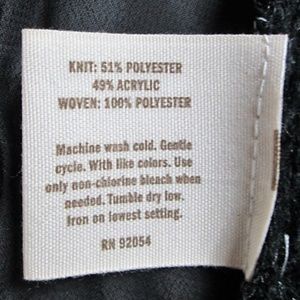 KNIT: 51% POLYESTER
49% ACRYLIC
WOVEN: 100% POLYESTER
Machine wash cold. Gentle
cycle. With like colors. Use
only non-chlorine bleach when
needed. Tumble dry low.
Iron on lowest setting.
RN 92054